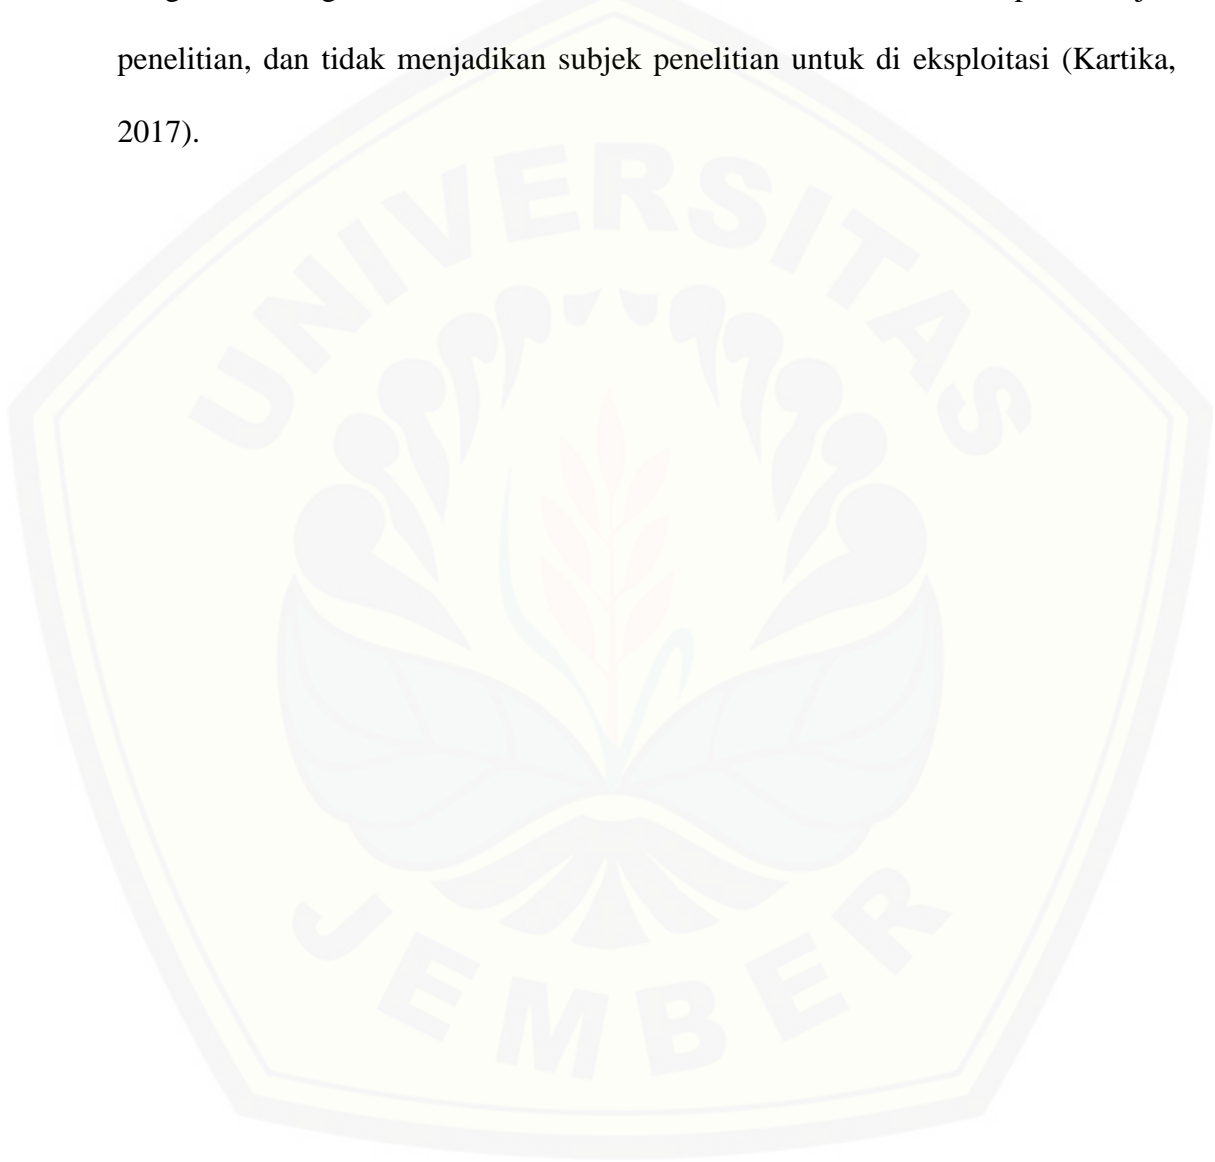 penelitian, dan tidak menjadikan subjek penelitian untuk di eksploitasi (Kartika,
2017).
UNIVERSITAS
JEMBER